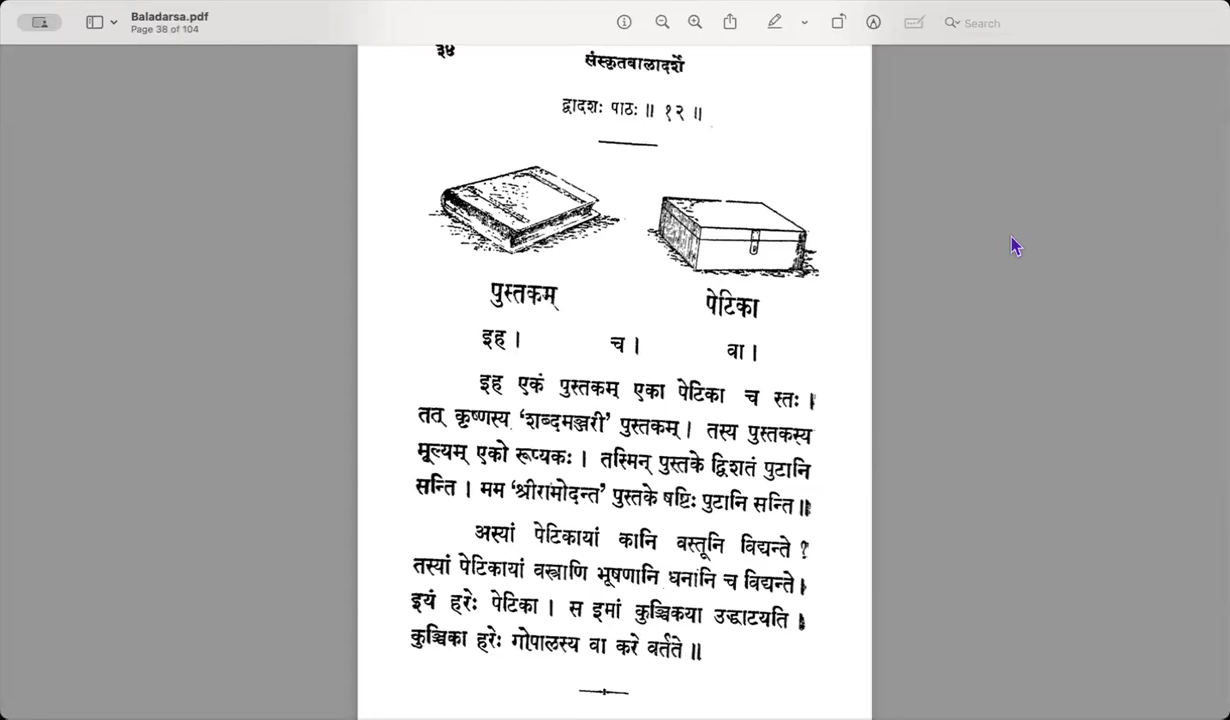 Baladarsa.pdf
Page 38 of 104
Search
३४
संस्कृतबालादर्शे
द्वादशः पाठः ॥ १२ ॥
पुस्तकम् पेटिका
इह । च । वा ।
इह एकं पुस्तकम् एका पेटिका च स्तः ।
तत् कृष्णस्य ‘शब्दमञ्जरी’ पुस्तकम् । तस्य पुस्तकस्य
मूल्यम् एको रूप्यकः । तस्मिन् पुस्तके द्विशतं पुटानि
सन्ति । मम ‘श्रीरामोदन्त’ पुस्तके षष्टिः पुटानि सन्ति ॥
अस्यां पेटिकायां कानि वस्तूनि विद्यन्ते ?
तस्यां पेटिकायां वस्त्राणि भूषणानि धनानि च विद्यन्ते ।
इयं हरेः पेटिका । स इमां कुञ्चिकया उद्घाटयति ।
कुञ्चिका हरेः गोपालस्य वा करे वर्तते ॥